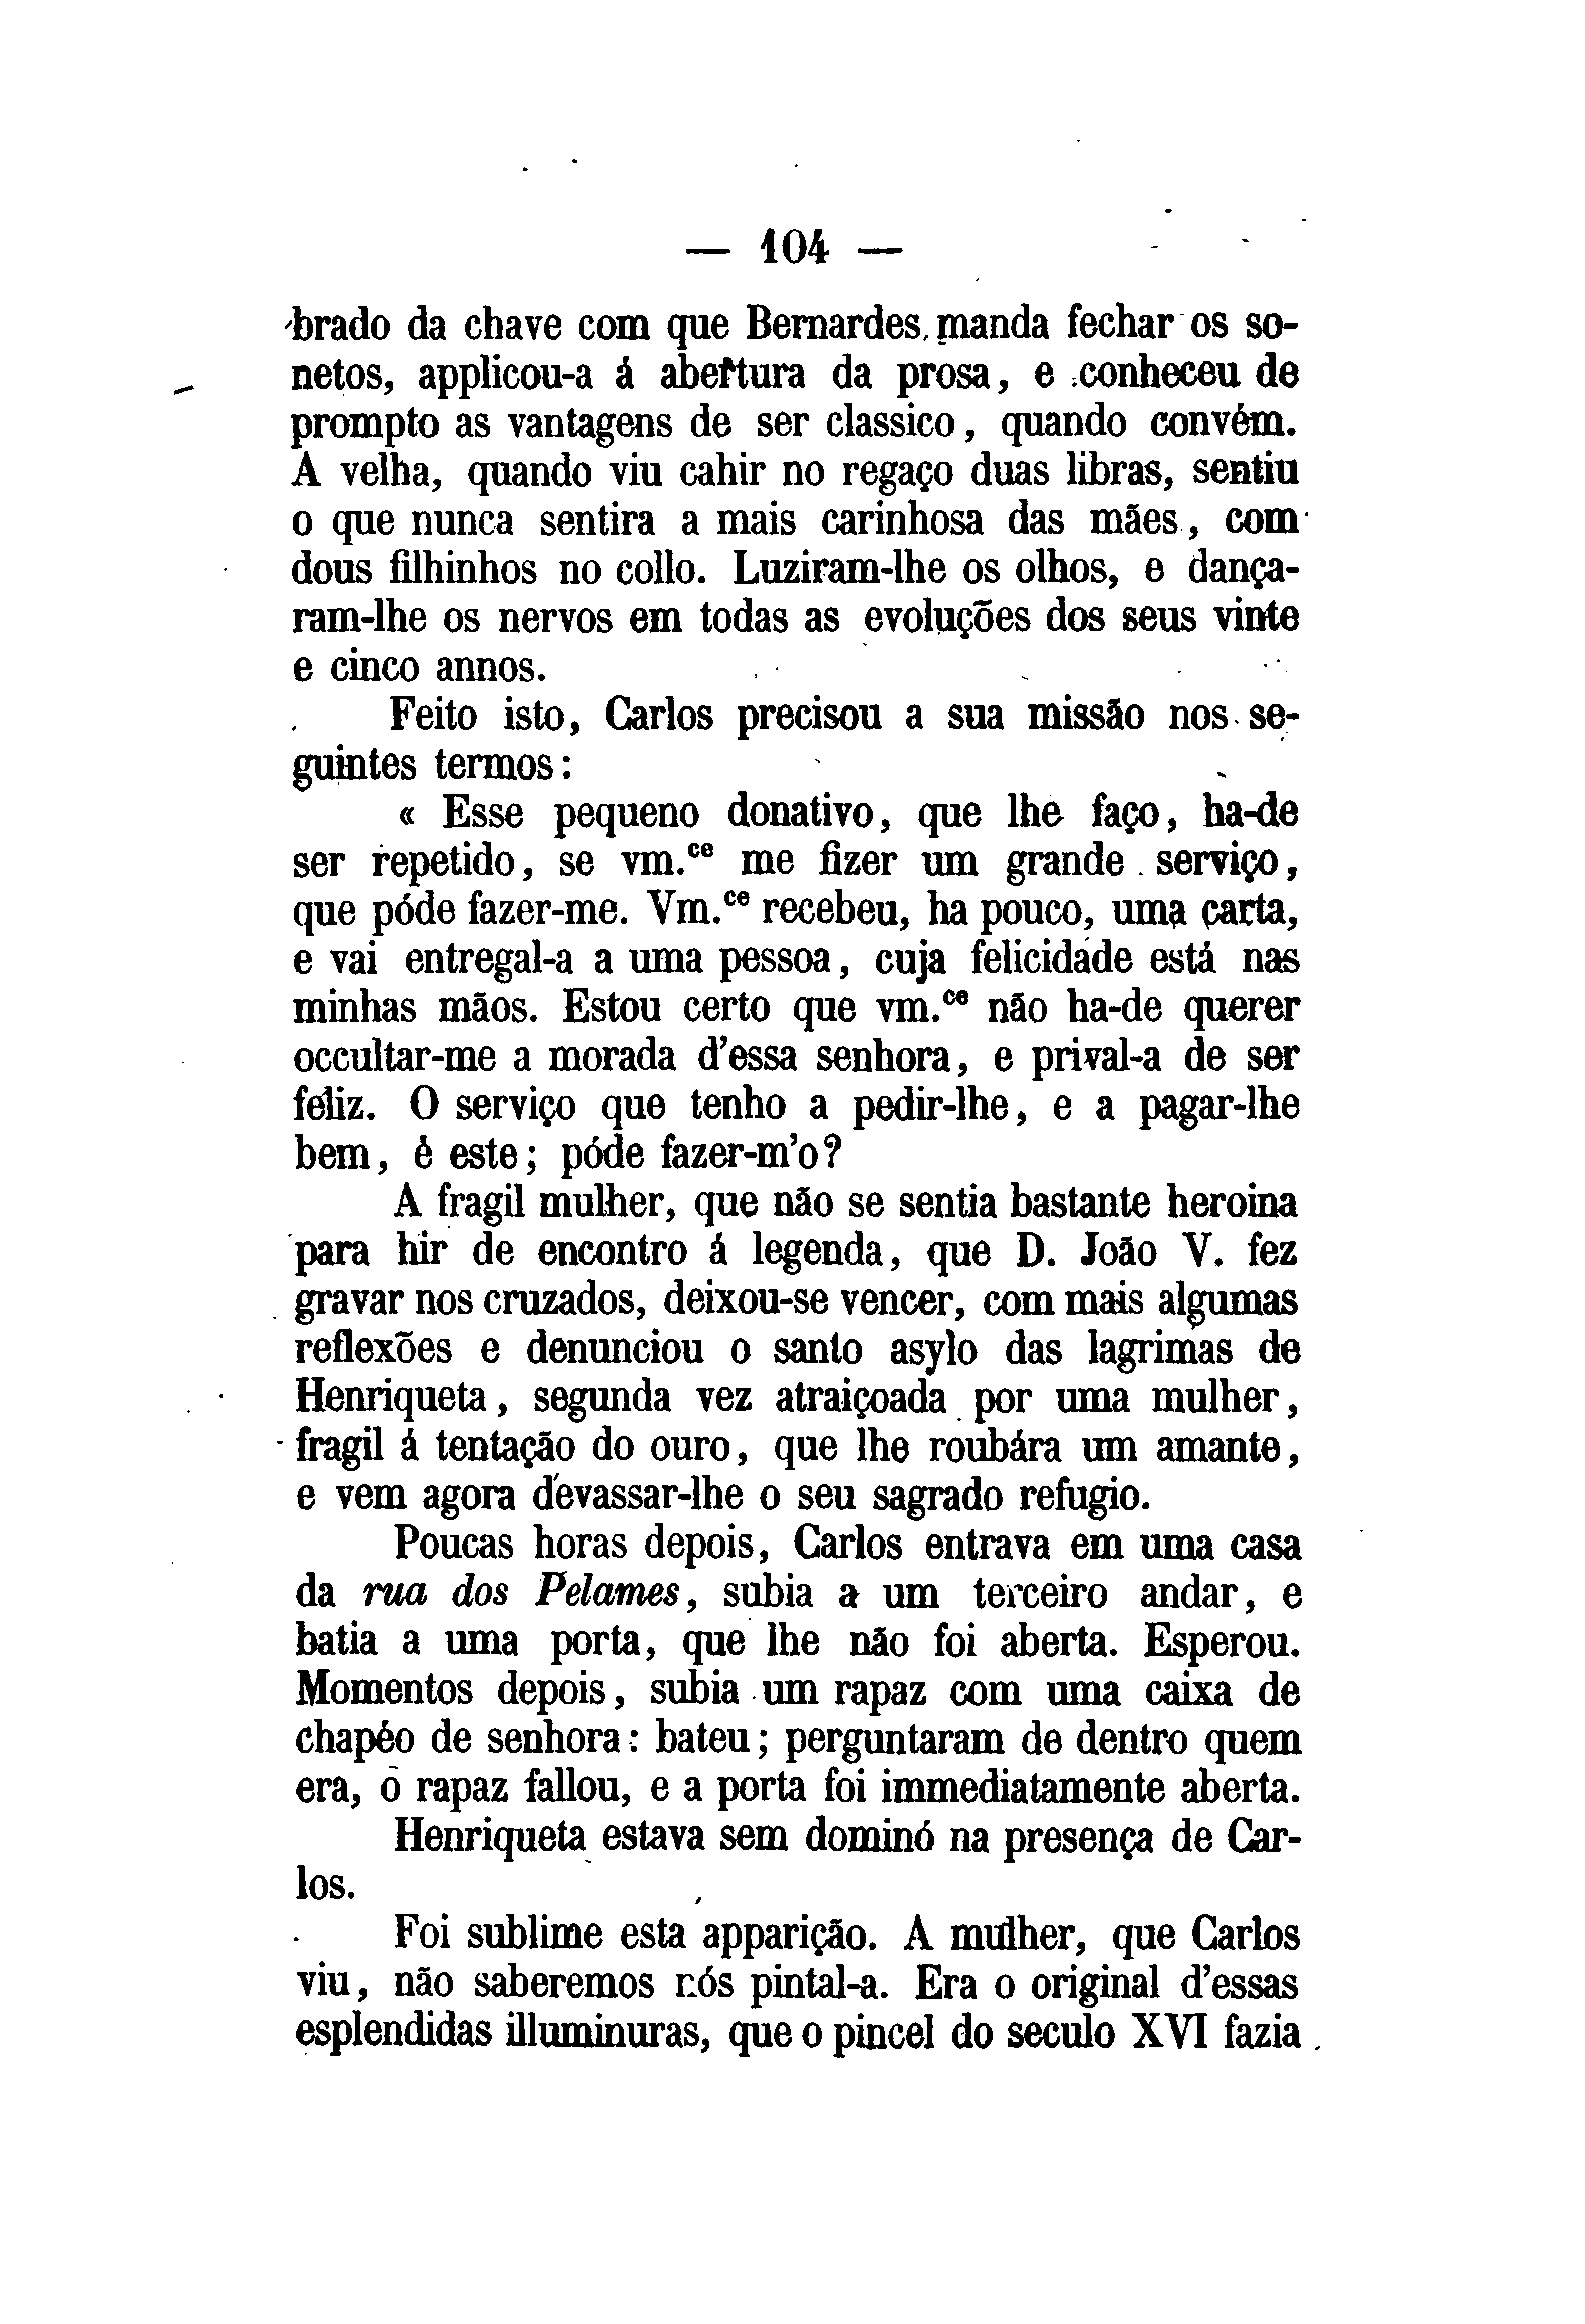 — 104 —
brado da chave com que Bernardes manda fechar os so-
netos, applicou-a á abertura da prosa, e conheceu de
prompto as vantagens de ser classico, quando convém.
A velha, quando viu cahir no regaço duas libras, sentiu
o que nunca sentira a mais carinhosa das mães, com
dous filhinhos no collo. Luziram-lhe os olhos, e dança-
ram-lhe os nervos em todas as evoluções dos seus vinte
e cinco annos.
Feito isto, Carlos precisou a sua missão nos se-
guintes termos:
« Esse pequeno donativo, que lhe faço, ha-de
ser repetido, se vm.ce me fizer um grande serviço,
que póde fazer-me. Vm.ce recebeu, ha pouco, uma carta,
e vai entregal-a a uma pessoa, cuja felicidade está nas
minhas mãos. Estou certo que vm.ce não ha-de querer
occultar-me a morada d'essa senhora, e prival-a de ser
feliz. O serviço que tenho a pedir-lhe, e a pagar-lhe
bem, é este; póde fazer-m'o?
A fragil mulher, que não se sentia bastante heroina
para hir de encontro á legenda, que D. João V. fez
gravar nos cruzados, deixou-se vencer, com mais algumas
reflexões e denunciou o santo asylo das lagrimas de
Henriqueta, segunda vez atraiçoada por uma mulher,
fragil á tentação do ouro, que lhe roubára um amante,
e vem agora devassar-lhe o seu sagrado refugio.
Poucas horas depois, Carlos entrava em uma casa
da rua dos Pelames, subia a um terceiro andar, e
batia a uma porta, que lhe não foi aberta. Esperou.
Momentos depois, subia um rapaz com uma caixa de
chapéo de senhora: bateu; perguntaram de dentro quem
era, o rapaz fallou, e a porta foi immediatamente aberta.
Henriqueta estava sem dominó na presença de Car-
los.
Foi sublime esta apparição. A mulher, que Carlos
viu, não saberemos nós pintal-a. Era o original d'essas
esplendidas illuminuras, que o pincel do seculo XVI fazia